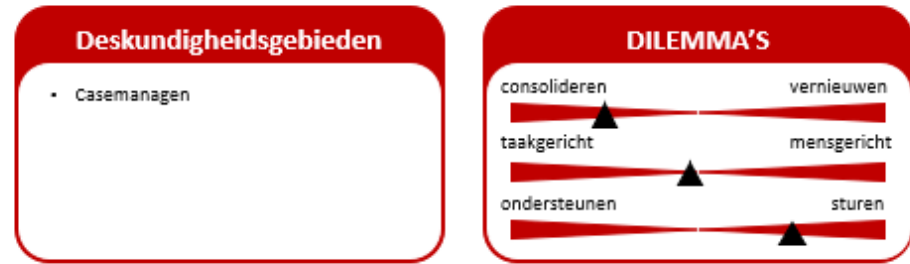 Deskundigheidsgebieden
• Casemanagen
DILEMMA'S
consolideren vernieuwen
taakgericht mensgericht
ondersteunen sturen